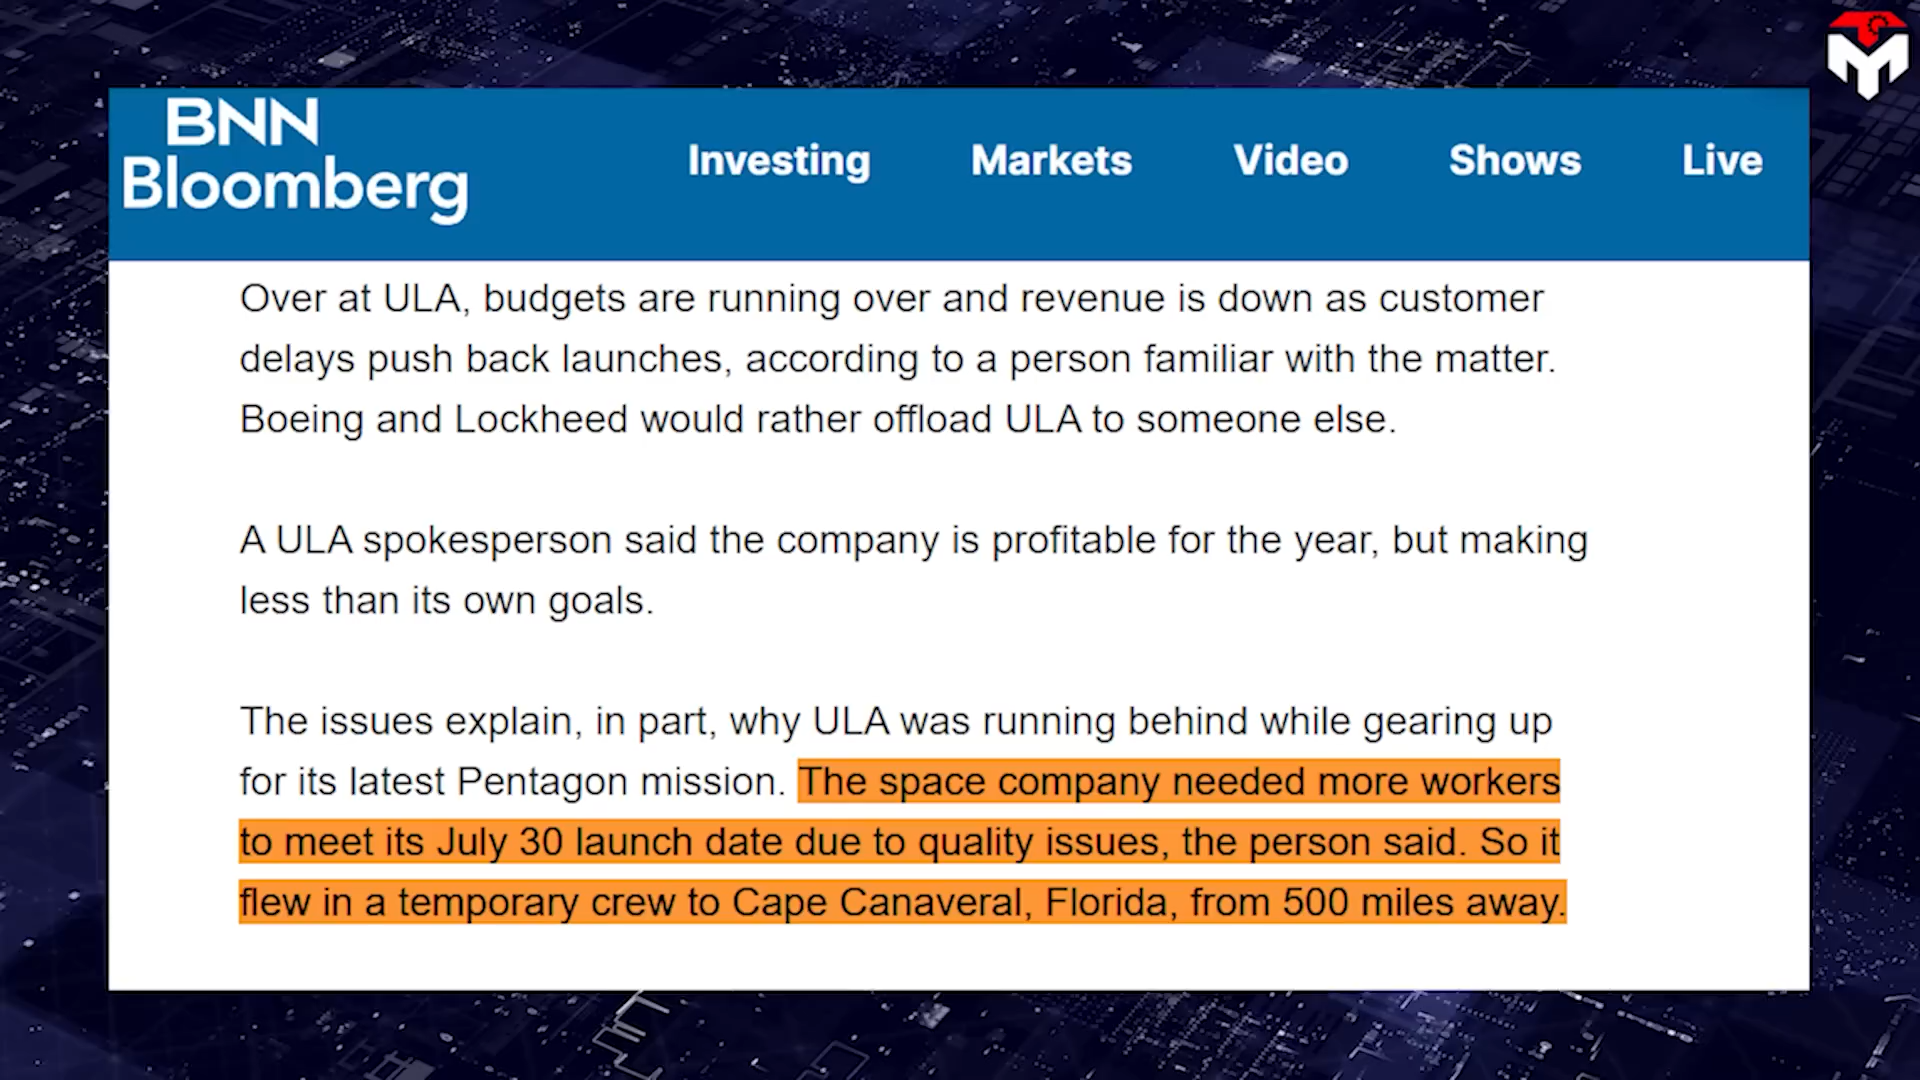 BNN
Bloomberg
Investing Markets Video Shows Live
Over at ULA, budgets are running over and revenue is down as customer
delays push back launches, according to a person familiar with the matter.
Boeing and Lockheed would rather offload ULA to someone else.
A ULA spokesperson said the company is profitable for the year, but making
less than its own goals.
The issues explain, in part, why ULA was running behind while gearing up
for its latest Pentagon mission. The space company needed more workers
to meet its July 30 launch date due to quality issues, the person said. So it
flew in a temporary crew to Cape Canaveral, Florida, from 500 miles away.